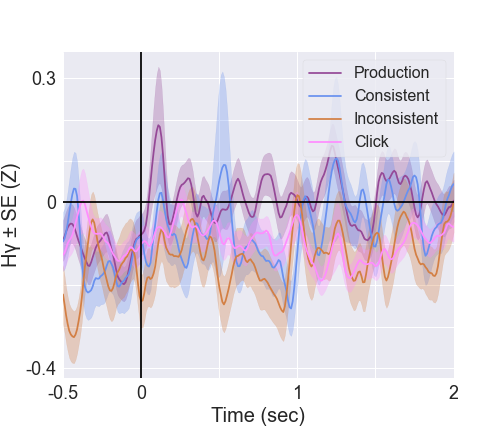 Hγ ± SE (Z)
0.3
0
-0.4
Production
Consistent
Inconsistent
Click
-0.5
0
1
2
Time (sec)